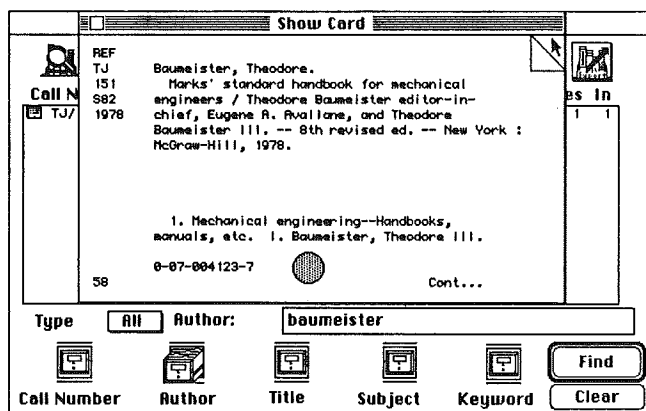 Show Card
REF
TJ Baumeister, Theodore.
151 Marks' standard handbook for mechanical
S82 engineers / Theodore Baumeister editor-in-
1978 chief, Eugene A. Avallone, and Theodore
Baumeister III. -- 8th revised ed. -- New York :
McGraw-Hill, 1978.
1. Mechanical engineering--Handbooks,
manuals, etc. I. Baumeister, Theodore III.
0-07-004123-7
58 Cont...
Call N
es In
TJ/
1 1
Type All Author: baumeister
Find
Call Number Author Title Subject Keyword Clear